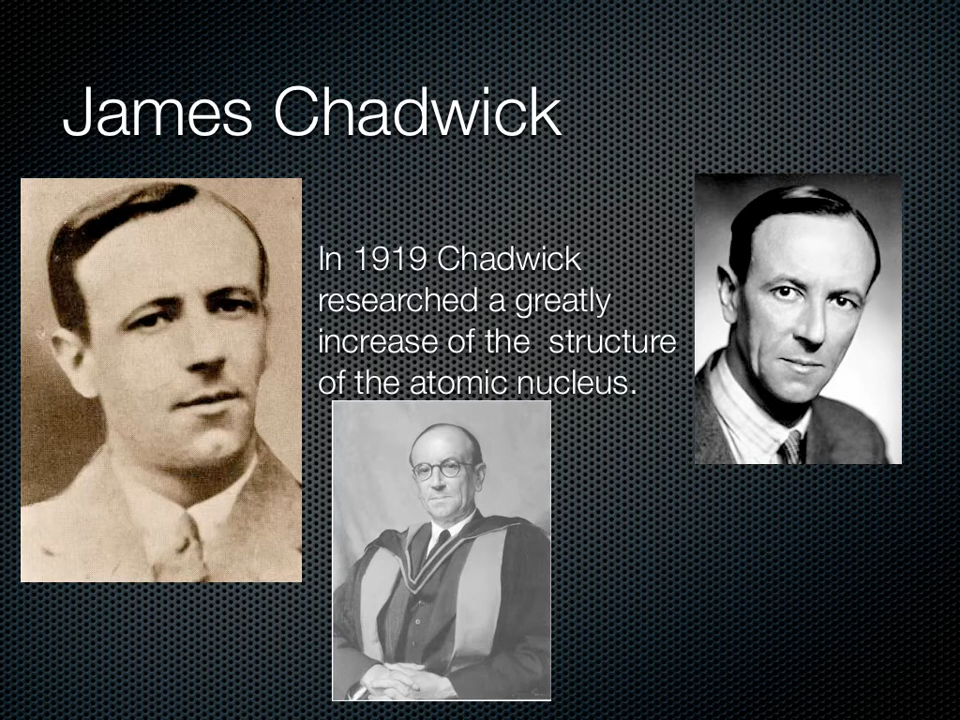 James Chadwick
In 1919 Chadwick
researched a greatly
increase of the  structure
of the atomic nucleus.